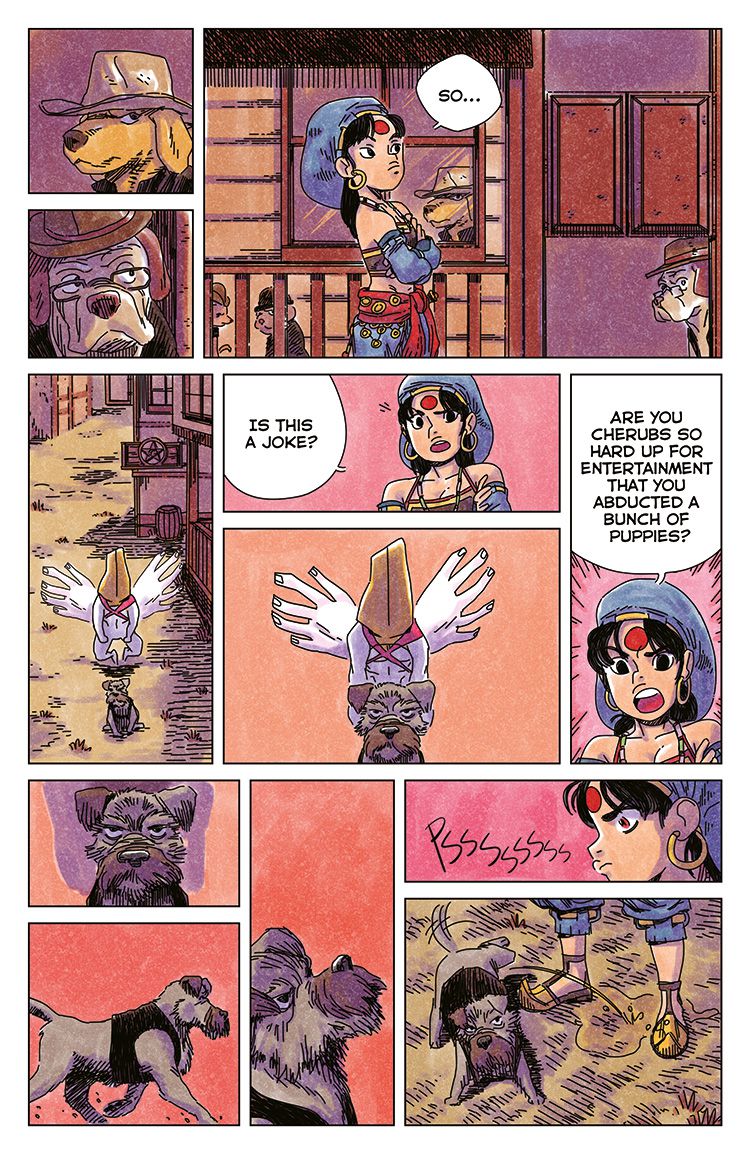 SO...
IS THIS
A JOKE?
ARE YOU
CHERUBS SO
HARD UP FOR
ENTERTAINMENT
THAT YOU
ABDUCTED A
BUNCH OF
PUPPIES?
PSSSSSSSS